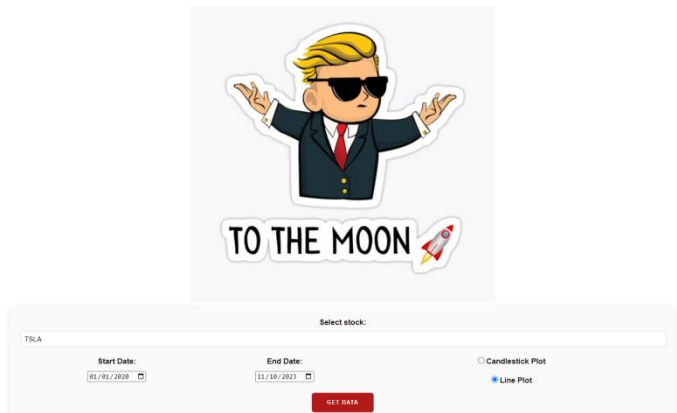 TO THE MOON
Select stock:
TSLA
Start Date:
End Date:
Candlestick Plot
01/01/2020
11/10/2023
Line Plot
GET DATA